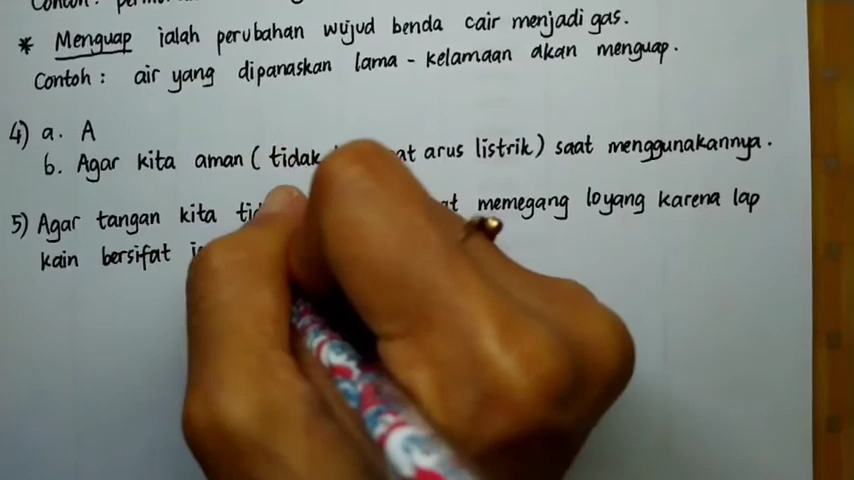 Contoh :
* Menguap ialah perubahan wujud benda cair menjadi gas.
Contoh : air yang dipanaskan lama - kelamaan akan menguap.
4) a. A
b. Agar kita aman ( tidak arus listrik ) saat menggunakannya.
5) Agar tangan kita memegang loyang karena lap
kain bersifat